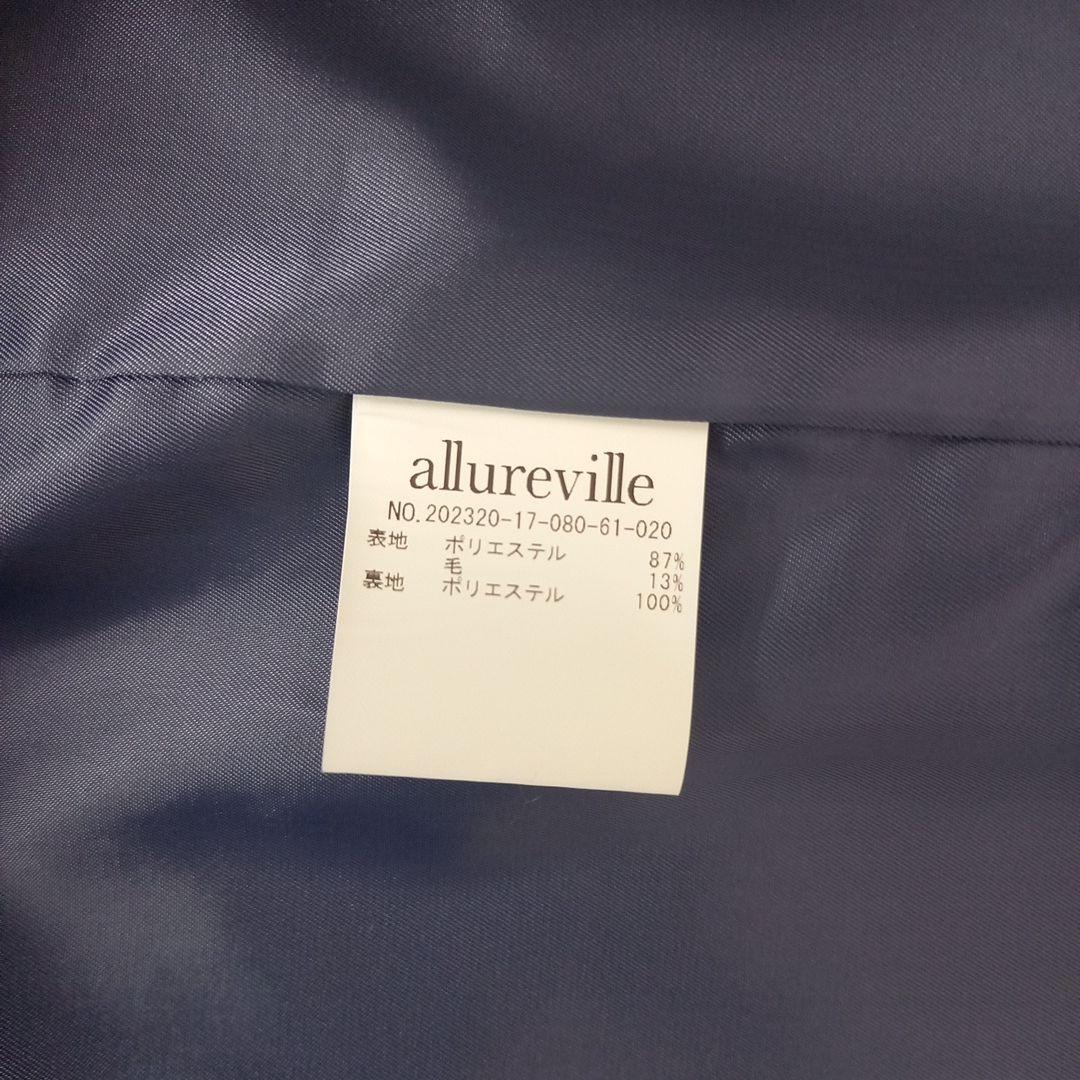 allureville
NO.202320-17-080-61-020
表地 ポリエステル 87%
毛 13%
裏地 ポリエステル 100%